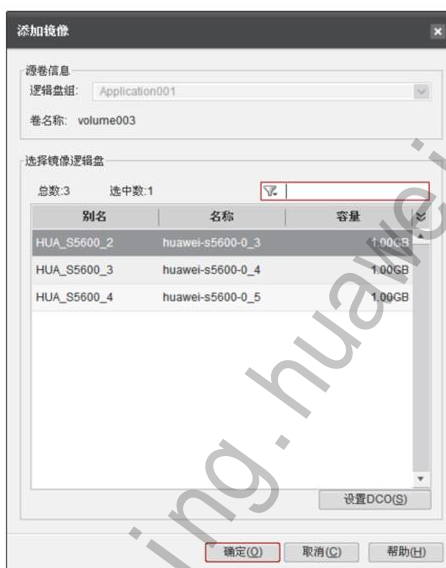 添加镜像
源卷信息
逻辑盘组: Application001
卷名称: volume003
选择镜像逻辑盘
总数:3 选中数:1
别名 名称 容量
HUA_S5600_2 huawei-s5600-0_3 1.00GB
HUA_S5600_3 huawei-s5600-0_4 1.00GB
HUA_S5600_4 huawei-s5600-0_5 1.00GB
设置DCO(S)
确定(O) 取消(C) 帮助(H)
ing.huawei